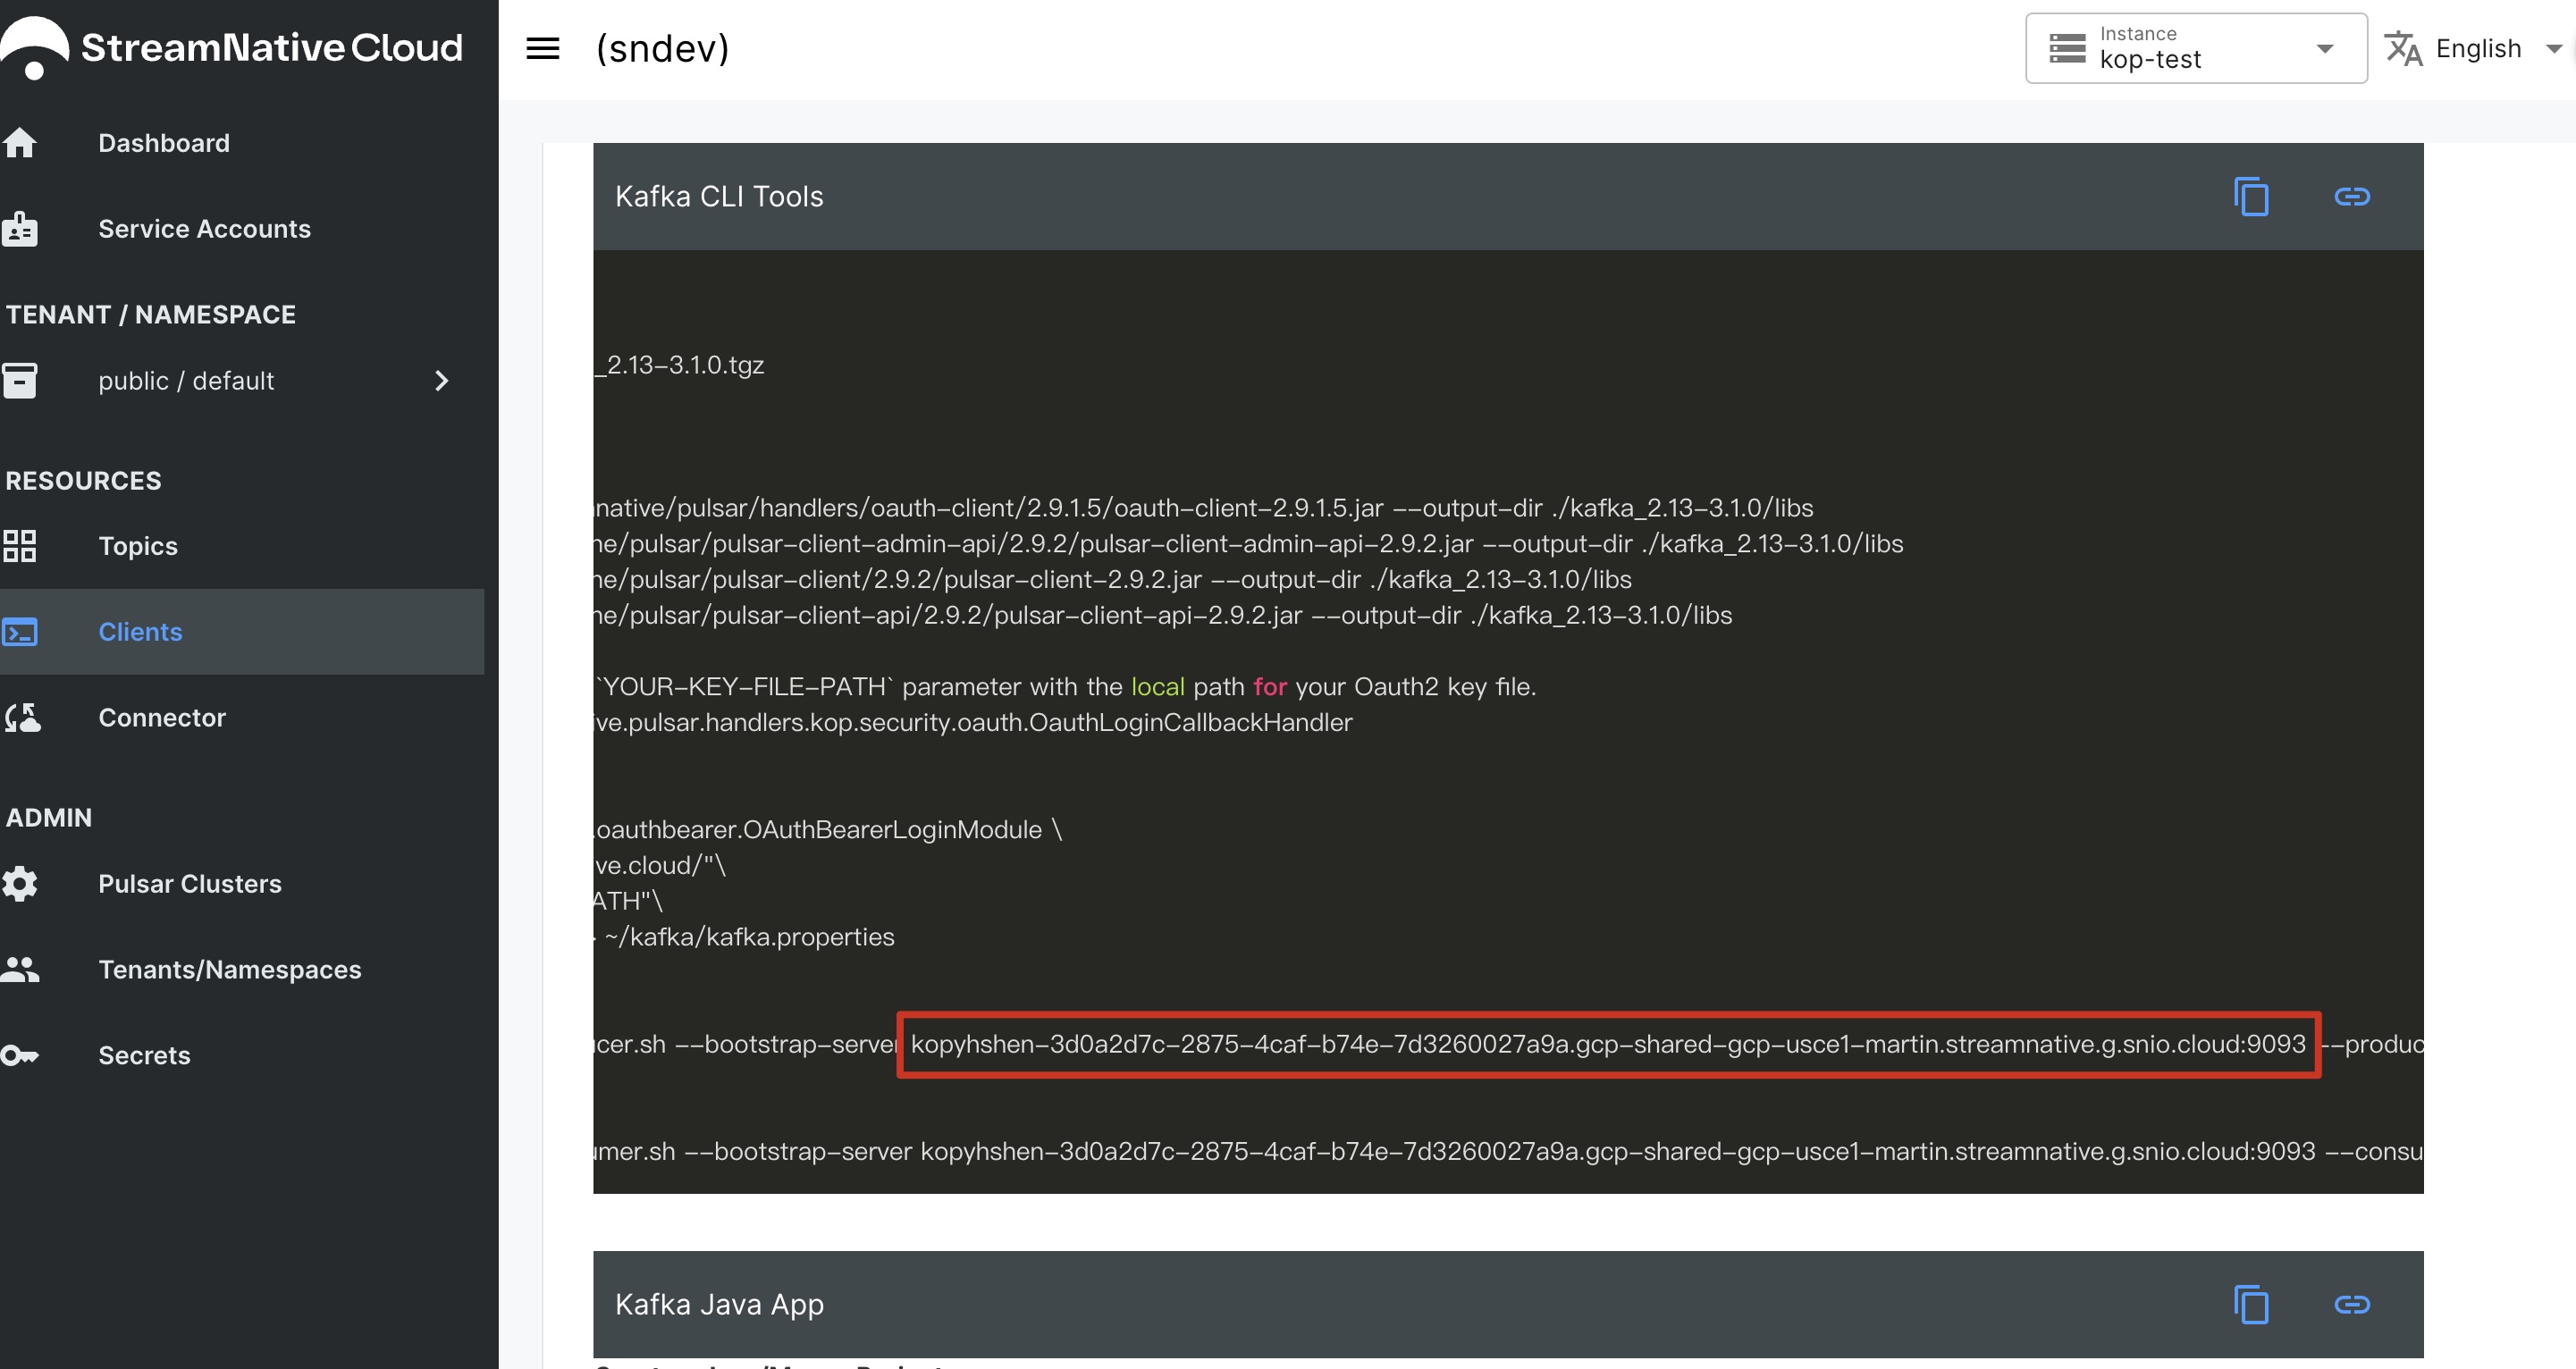 StreamNative Cloud
(sndev)
Instance
kop-test
English
Dashboard
Service Accounts
TENANT / NAMESPACE
public / default
RESOURCES
Topics
Clients
Connector
ADMIN
Pulsar Clusters
Tenants/Namespaces
Secrets
Kafka CLI Tools
_2.13-3.1.0.tgz
native/pulsar/handlers/oauth-client/2.9.1.5/oauth-client-2.9.1.5.jar --output-dir ./kafka_2.13-3.1.0/libs
ne/pulsar/pulsar-client-admin-api/2.9.2/pulsar-client-admin-api-2.9.2.jar --output-dir ./kafka_2.13-3.1.0/libs
ne/pulsar/pulsar-client/2.9.2/pulsar-client-2.9.2.jar --output-dir ./kafka_2.13-3.1.0/libs
ne/pulsar/pulsar-client-api/2.9.2/pulsar-client-api-2.9.2.jar --output-dir ./kafka_2.13-3.1.0/libs
`YOUR-KEY-FILE-PATH` parameter with the local path for your Oauth2 key file.
ive.pulsar.handlers.kop.security.oauth.OauthLoginCallbackHandler
.oauthbearer.OAuthBearerLoginModule \
ve.cloud/"\
ATH"\
~/kafka/kafka.properties
cer.sh --bootstrap-server kopyhshen-3d0a2d7c-2875-4caf-b74e-7d3260027a9a.gcp-shared-gcp-usce1-martin.streamnative.g.snio.cloud:9093 --produc
umer.sh --bootstrap-server kopyhshen-3d0a2d7c-2875-4caf-b74e-7d3260027a9a.gcp-shared-gcp-usce1-martin.streamnative.g.snio.cloud:9093 --consu
Kafka Java App